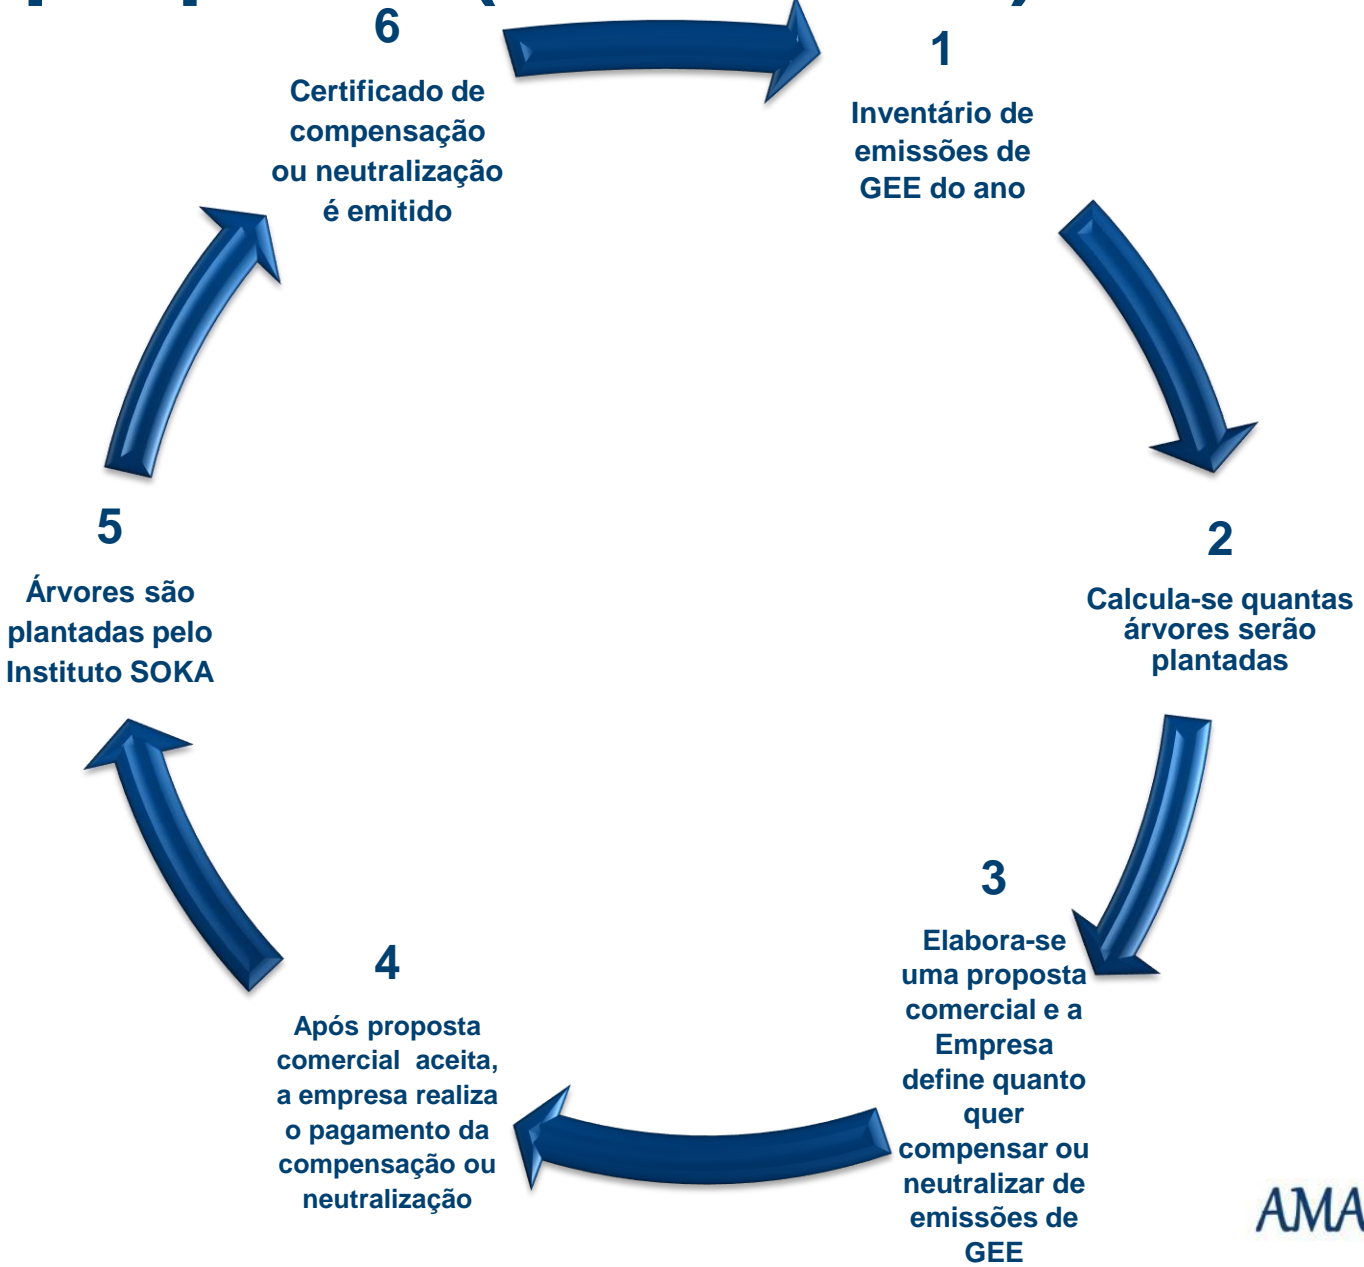 1
Inventário de
emissões de
GEE do ano
2
Calcula-se quantas
árvores serão
plantadas
3
Elabora-se
uma proposta
comercial e a
Empresa
define quanto
quer
compensar ou
neutralizar de
emissões de
GEE
4
Após proposta
comercial aceita,
a empresa realiza
o pagamento da
compensação ou
neutralização
5
Árvores são
plantadas pelo
Instituto SOKA
6
Certificado de
compensação
ou neutralização
é emitido
AMA